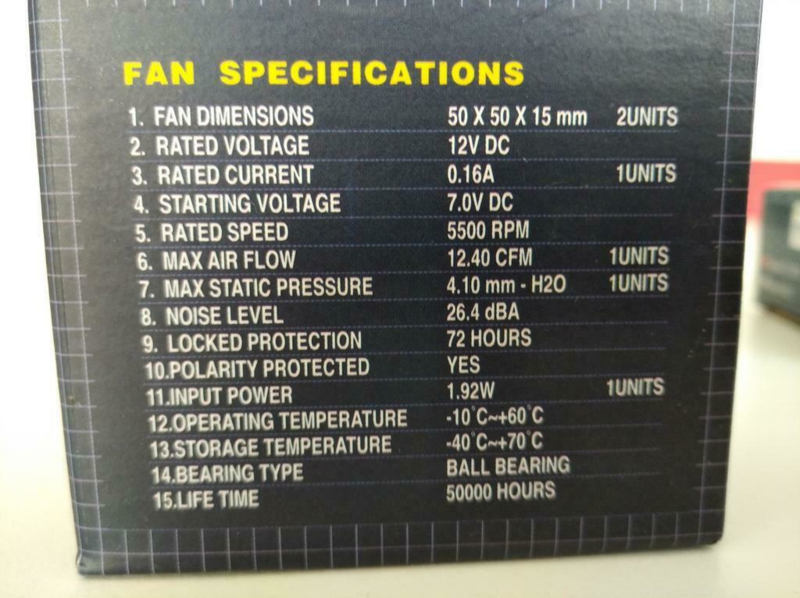 FAN SPECIFICATIONS
1. FAN DIMENSIONS 50 X 50 X 15 mm 2UNITS
2. RATED VOLTAGE 12V DC
3. RATED CURRENT 0.16A 1UNITS
4. STARTING VOLTAGE 7.0V DC
5. RATED SPEED 5500 RPM
6. MAX AIR FLOW 12.40 CFM 1UNITS
7. MAX STATIC PRESSURE 4.10 mm - H2O 1UNITS
8. NOISE LEVEL 26.4 dBA
9. LOCKED PROTECTION 72 HOURS
10.POLARITY PROTECTED YES
11.INPUT POWER 1.92W 1UNITS
12.OPERATING TEMPERATURE -10°C~+60°C
13.STORAGE TEMPERATURE -40°C~+70°C
14.BEARING TYPE BALL BEARING
15.LIFE TIME 50000 HOURS